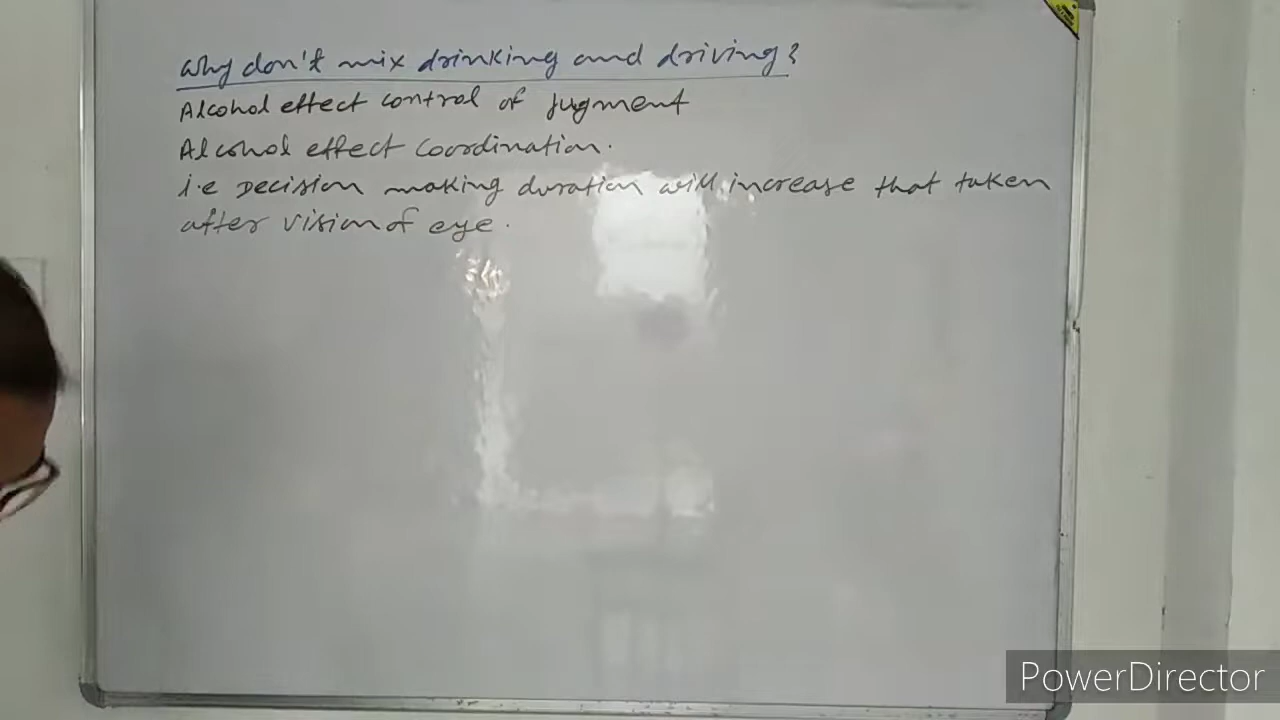 why don't mix drinking and driving?
Alcohol effect control of jugment
Alcohol effect Coordination.
i.e Decision making duration will increase that taken
after vision of eye.
PowerDirector